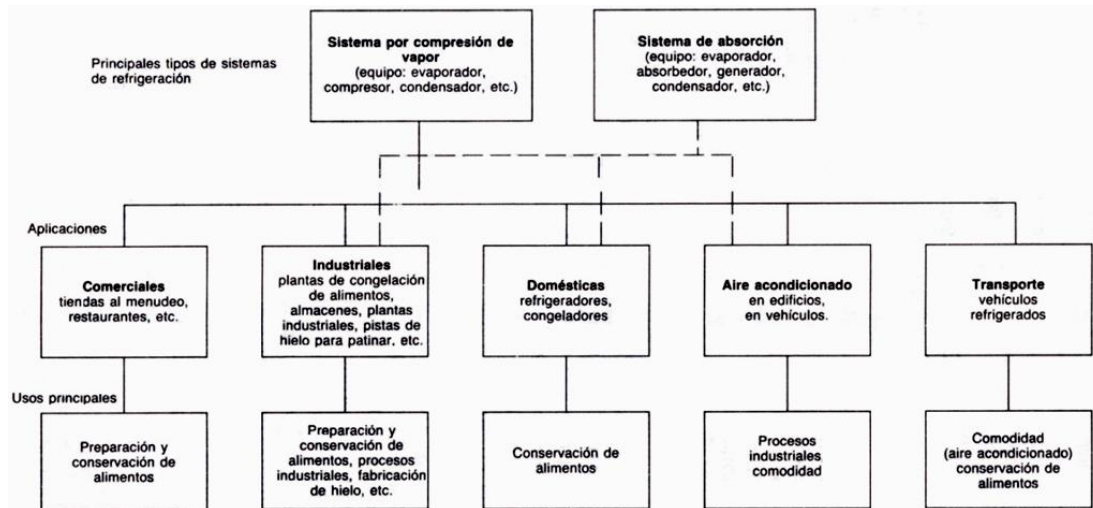 Principales tipos de sistemas
de refrigeración
Sistema por compresión de
vapor
(equipo: evaporador,
compresor, condensador, etc.)
Sistema de absorción
(equipo: evaporador,
absorbedor, generador,
condensador, etc.)
Aplicaciones
Comerciales
tiendas al menudeo,
restaurantes, etc.
Industriales
plantas de congelación
de alimentos,
almacenes, plantas
industriales, pistas de
hielo para patinar, etc.
Domésticas
refrigeradores,
congeladores
Aire acondicionado
en edificios,
en vehículos.
Transporte
vehículos
refrigerados
Usos principales
Preparación y
conservación de
alimentos
Preparación y
conservación de
alimentos, procesos
industriales, fabricación
de hielo, etc.
Conservación de
alimentos
Procesos
industriales
comodidad
Comodidad
(aire acondicionado)
conservación de
alimentos